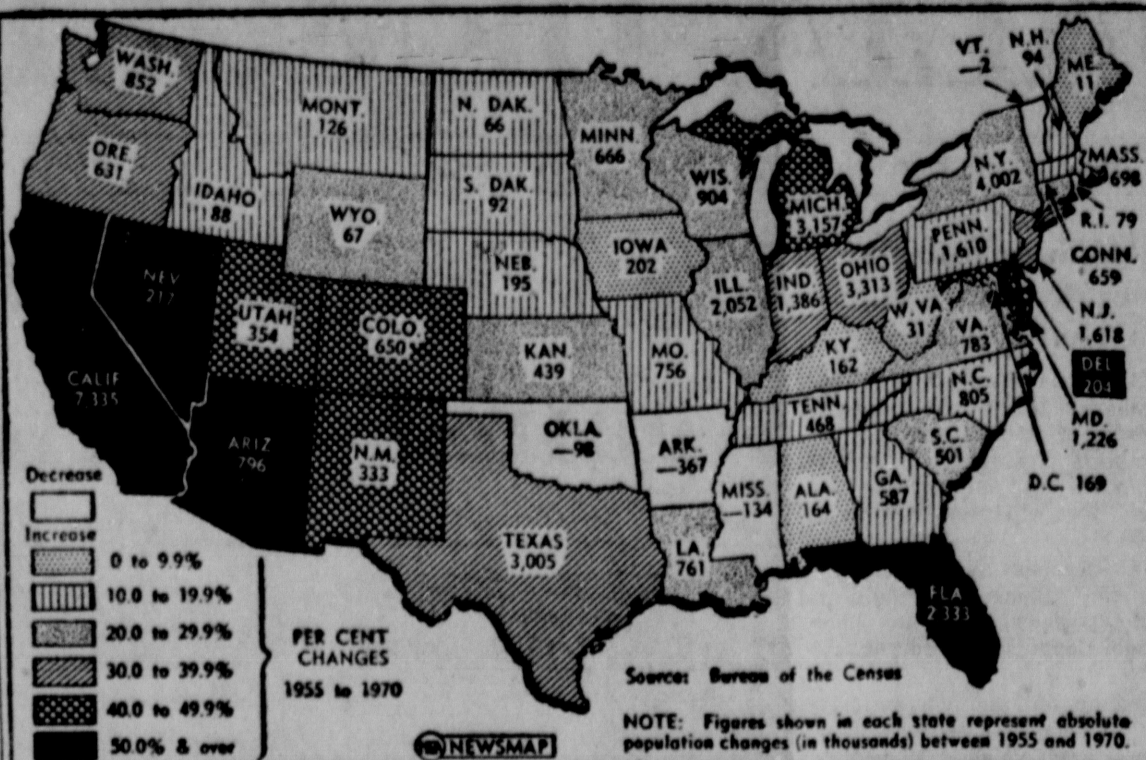 WASH.
852
ORE.
631
CALIF
7,335
NEV
217
IDAHO
88
MONT.
126
WYO.
67
UTAH
354
COLO.
650
ARIZ
796
N.M.
333
N. DAK.
66
S. DAK.
92
NEB.
195
KAN.
439
OKLA.
—98
TEXAS
3,005
MINN.
666
IOWA
202
MO.
756
ARK.
—367
LA.
761
WIS.
904
ILL.
2,052
MICH.
3,157
IND.
1,386
OHIO
3,313
KY.
162
TENN.
468
MISS.
—134
ALA.
164
GA.
587
FLA
2,333
S.C.
501
N.C.
805
VA.
783
W.VA
31
PENN.
1,610
N.Y.
4,002
VT.
—2
N.H.
94
ME.
11
MASS.
698
R.I. 79
CONN.
659
N.J.
1,618
DEL
204
MD.
1,226
D.C. 169
Decrease
Increase
0 to 9.9%
10.0 to 19.9%
20.0 to 29.9%
30.0 to 39.9%
40.0 to 49.9%
50.0% & over
PER CENT
CHANGES
1955 to 1970
NEWSMAP
Source: Bureau of the Census
NOTE: Figures shown in each state represent absolute
population changes (in thousands) between 1955 and 1970.